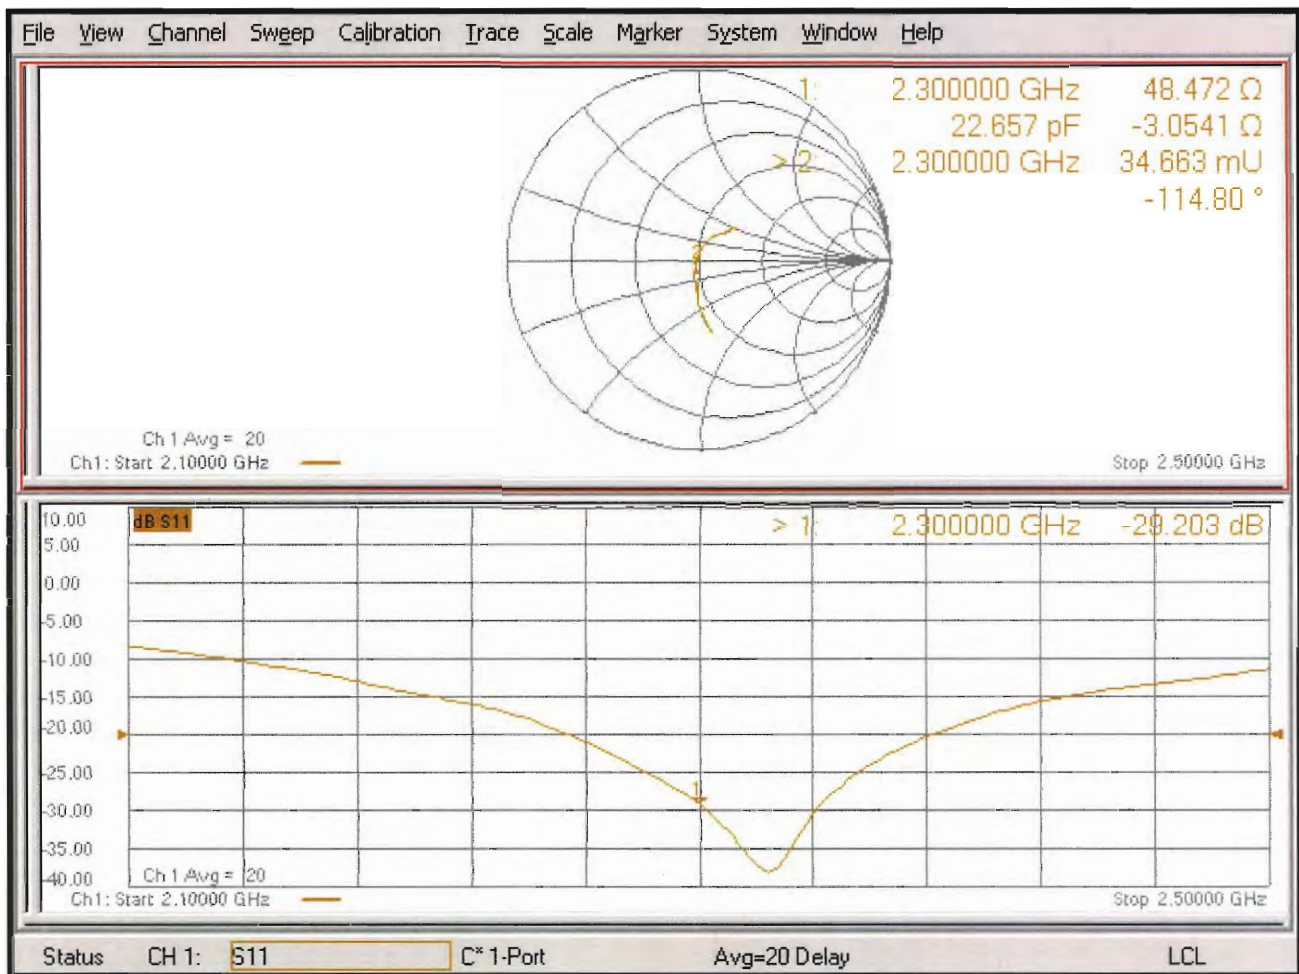 File View Channel Sweep Calibration Trace Scale Marker System Window Help
1: 2.300000 GHz 48.472 Ω
22.657 pF -3.0541 Ω
> 2: 2.300000 GHz 34.663 mU
-114.80 °
2
Ch 1 Avg = 20
Ch1: Start 2.10000 GHz
Stop 2.50000 GHz
10.00
dB S11
> 1: 2.300000 GHz -29.203 dB
5.00
0.00
-5.00
-10.00
-15.00
-20.00
-25.00
1
-30.00
-35.00
-40.00
Ch 1 Avg = 20
Ch1: Start 2.10000 GHz
Stop 2.50000 GHz
Status CH 1: S11 C* 1-Port Avg=20 Delay LCL